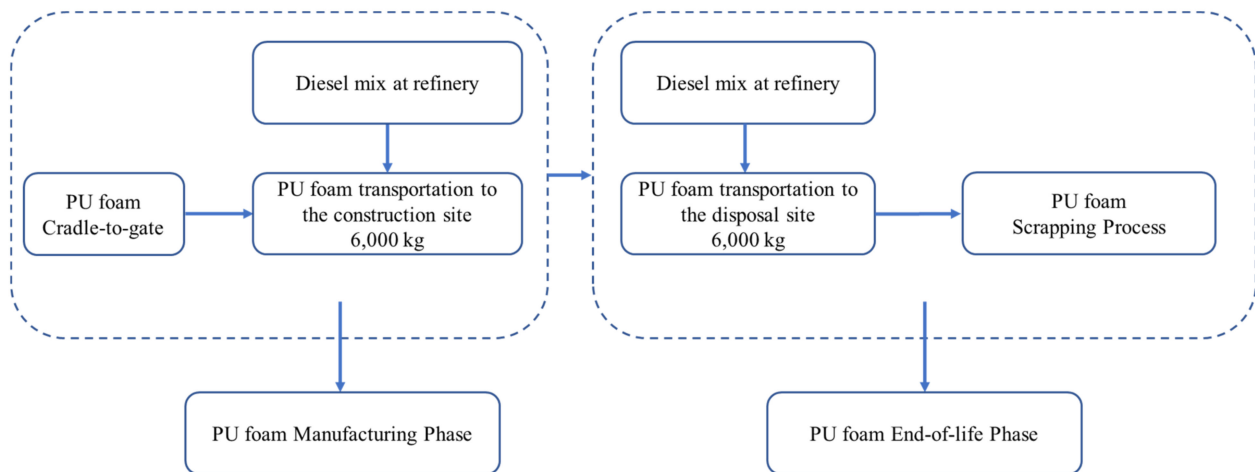 Diesel mix at refinery
Diesel mix at refinery
PU foam
Cradle-to-gate
PU foam transportation to
the construction site
6,000 kg
PU foam transportation to
the disposal site
6,000 kg
PU foam
Scrapping Process
PU foam Manufacturing Phase
PU foam End-of-life Phase